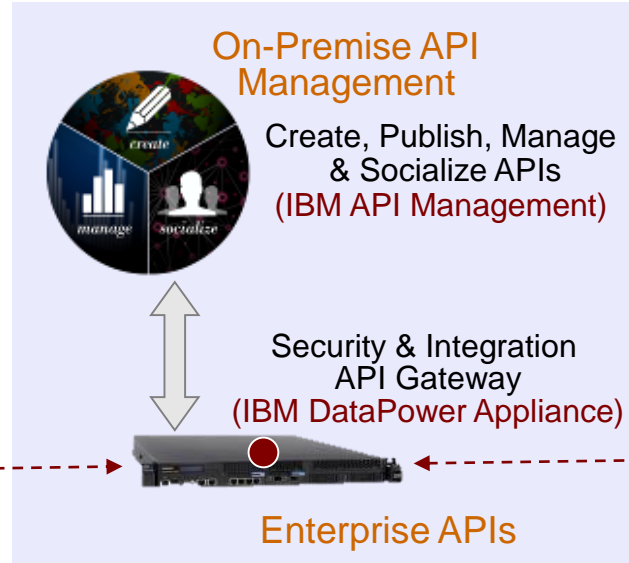 On-Premise API
Management
create
manage
socialize
Create, Publish, Manage
& Socialize APIs
(IBM API Management)
Security & Integration
API Gateway
(IBM DataPower Appliance)
Enterprise APIs